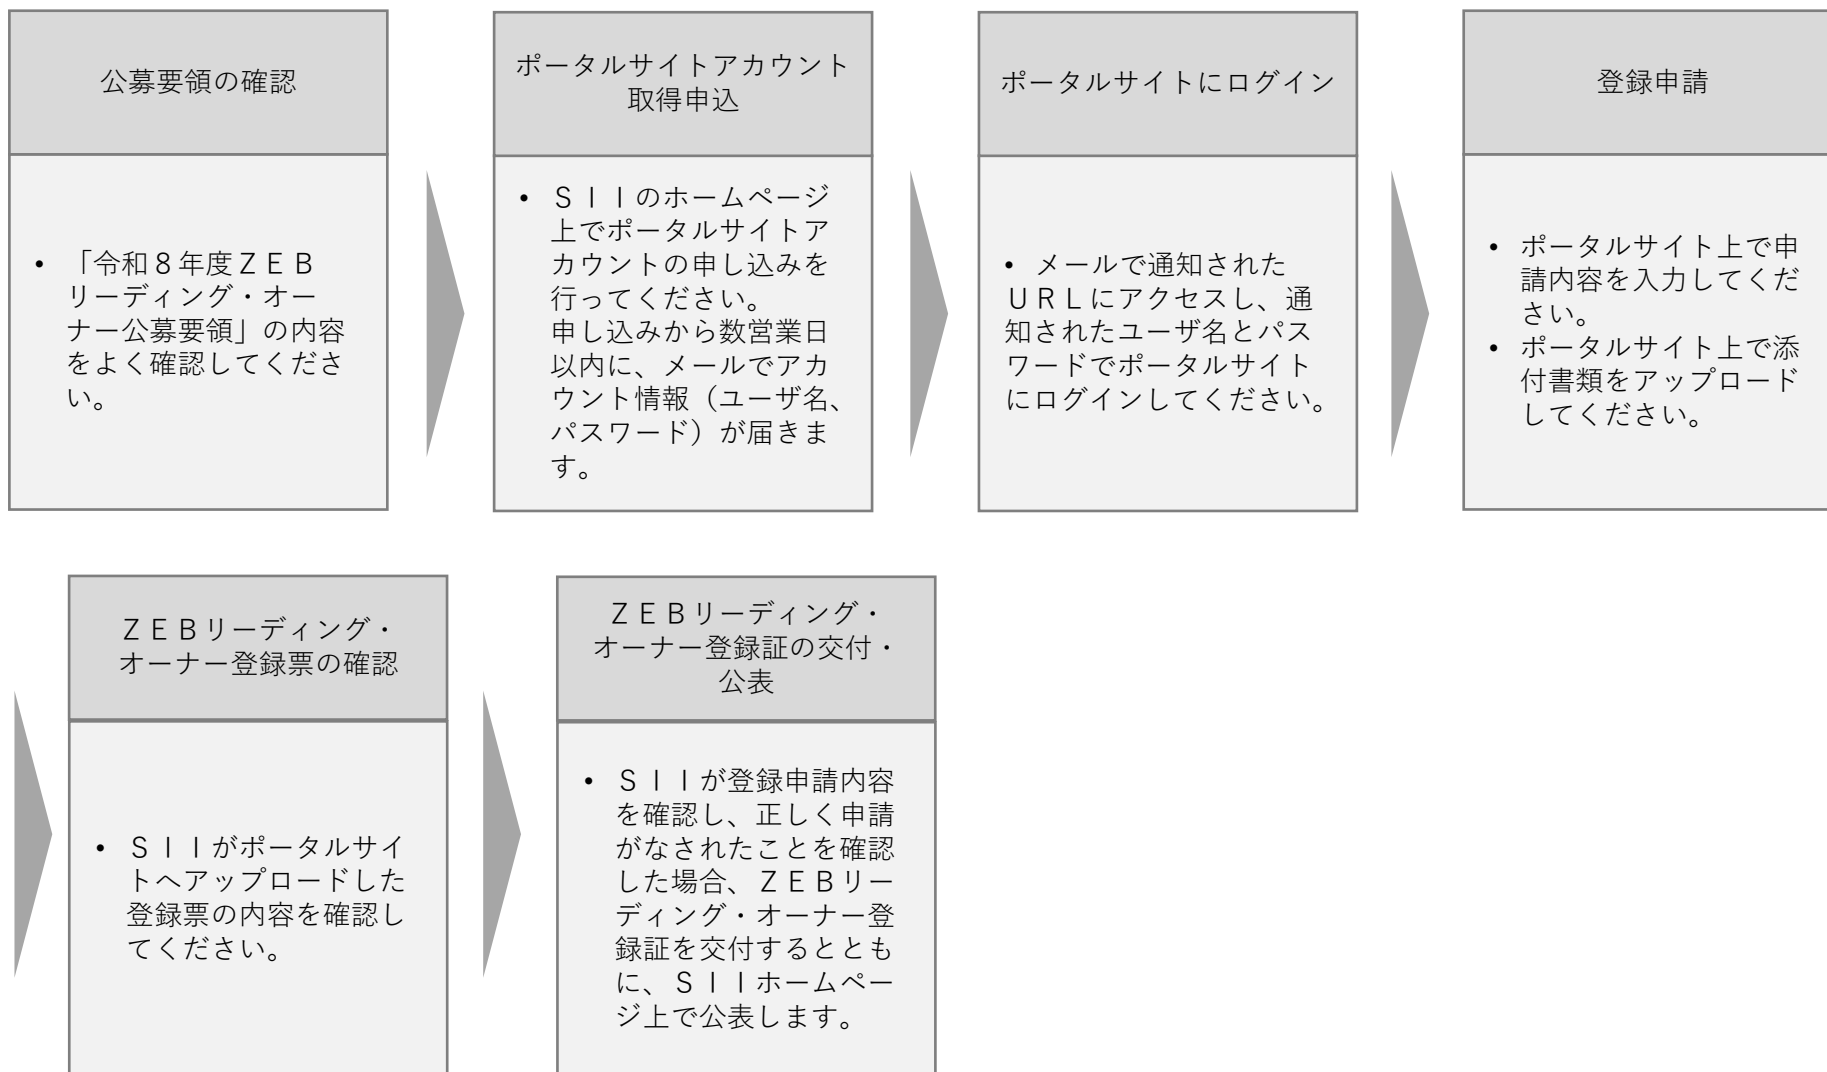 公募要領の確認
• 「令和８年度ＺＥＢ
リーディング・オー
ナー公募要領」の内容
をよく確認してくださ
い。
ポータルサイトアカウント
取得申込
• ＳＩＩのホームページ
上でポータルサイトア
カウントの申し込みを
行ってください。
申し込みから数営業日
以内に、メールでアカ
ウント情報（ユーザ名、
パスワード）が届きま
す。
ポータルサイトにログイン
• メールで通知された
ＵＲＬにアクセスし、通
知されたユーザ名とパス
ワードでポータルサイト
にログインしてください。
登録申請
• ポータルサイト上で申
請内容を入力してくだ
さい。
• ポータルサイト上で添
付書類をアップロード
してください。
ＺＥＢリーディング・
オーナー登録票の確認
• ＳＩＩがポータルサイ
トへアップロードした
登録票の内容を確認し
てください。
ＺＥＢリーディング・
オーナー登録証の交付・
公表
• ＳＩＩが登録申請内容
を確認し、正しく申請
がなされたことを確認
した場合、ＺＥＢリー
ディング・オーナー登
録証を交付するととも
に、ＳＩＩホームペー
ジ上で公表します。